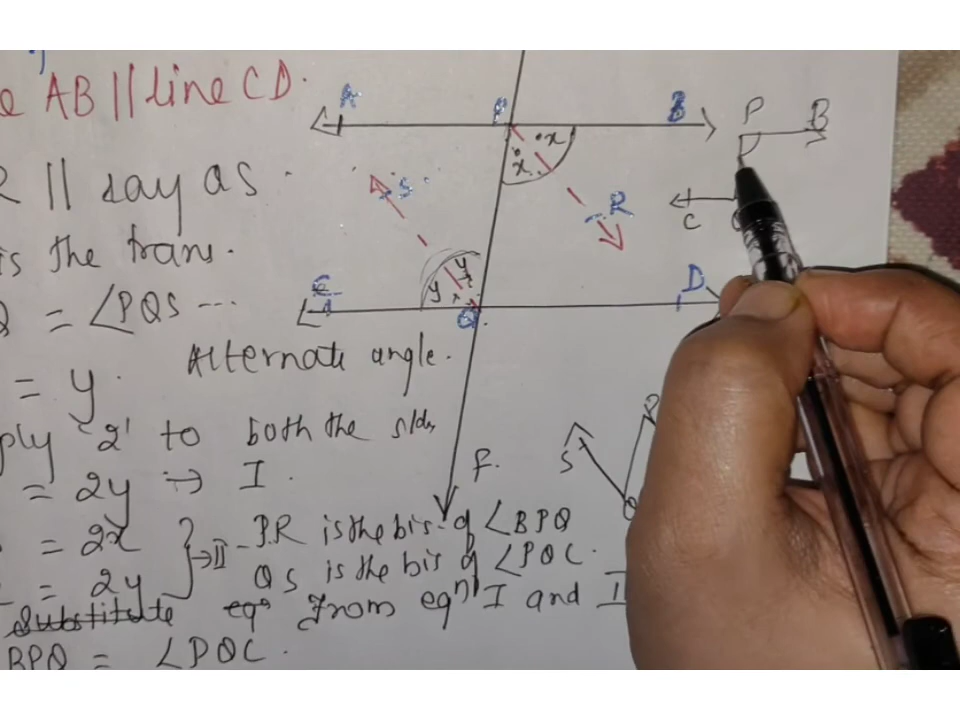 e AB || line CD.
R || ray QS.
is the trans.
Q = ∠PQS ...
= y. Alternate angle.
ply '2' to both the sides
= 2y → I.
= 2x } → II - PR is the bis. of ∠BPQ
= 2y QS is the bis of ∠PQC.
Substitute eqn From eqn I and II
BPQ = ∠PQC.
A P B
x x
S R
y y
C Q D
F.
P B
C
S